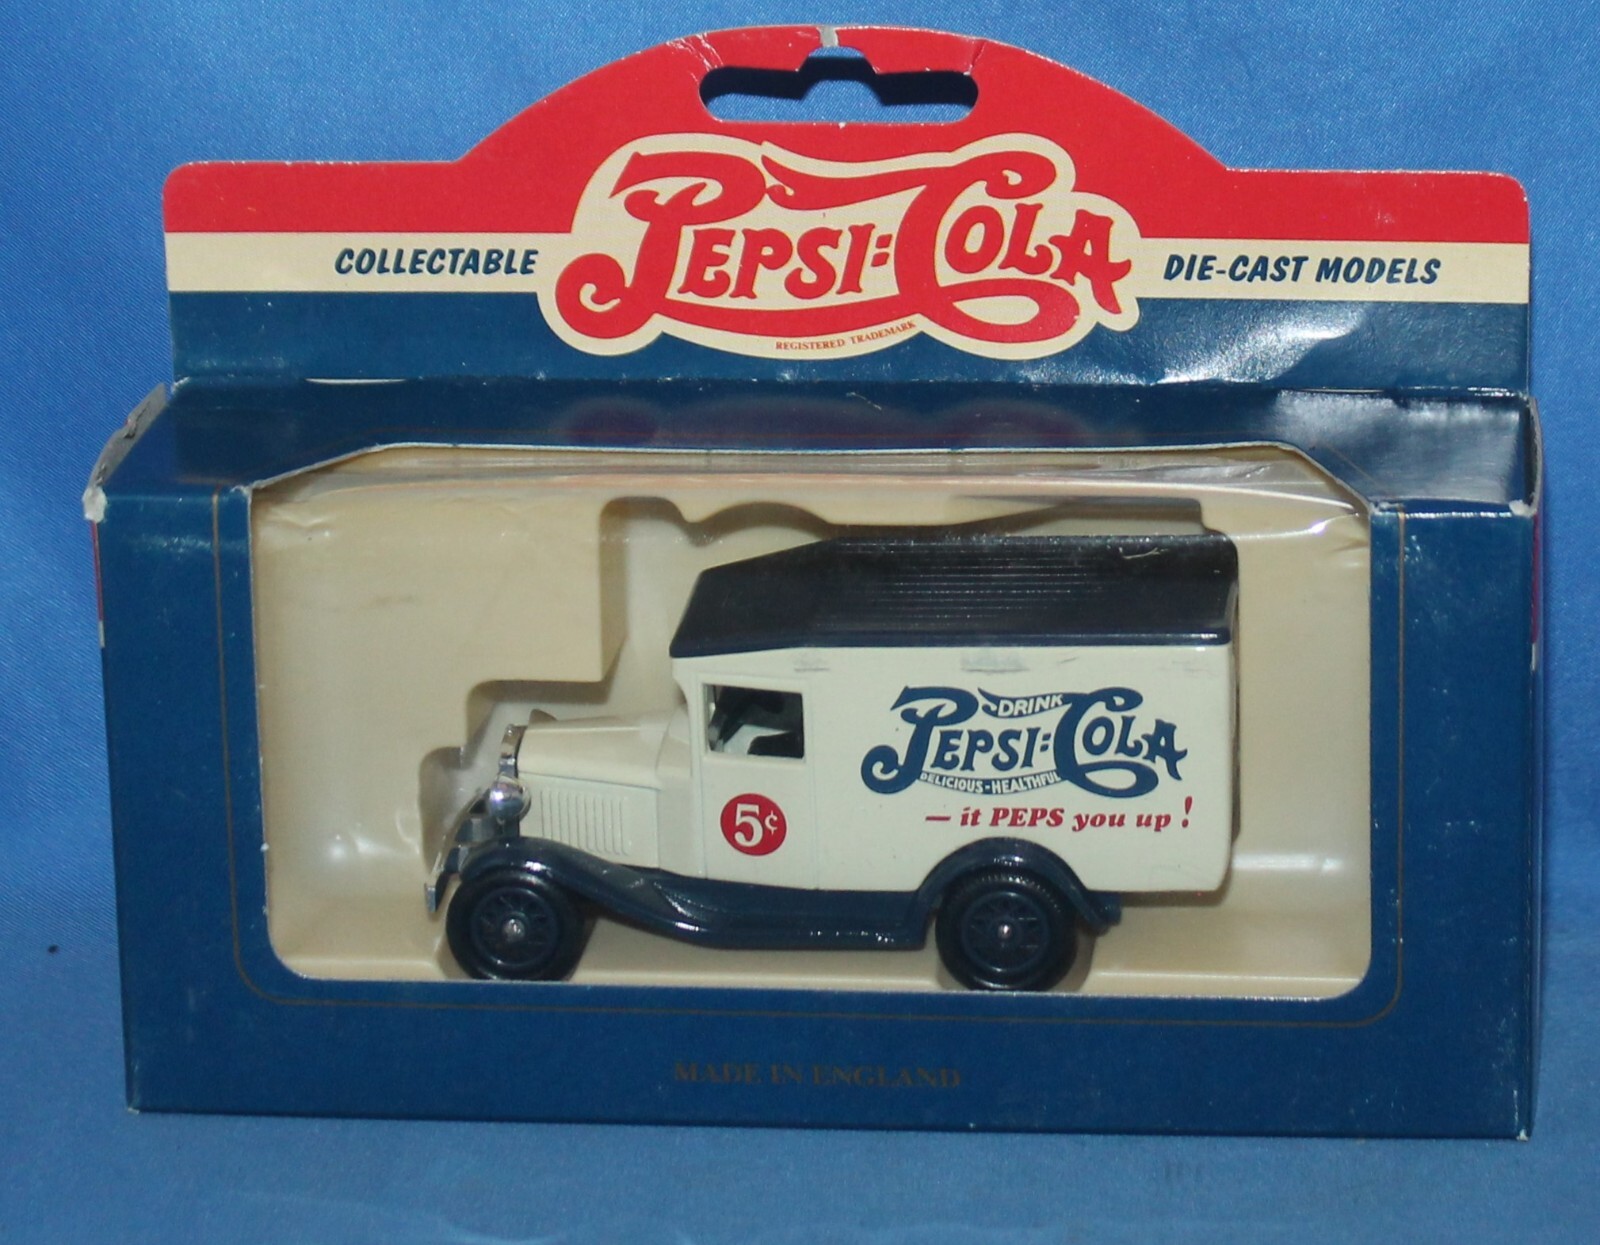 COLLECTABLE
PEPSI=COLA
DIE-CAST MODELS
REGISTERED TRADEMARK
DRINK
PEPSI=COLA
DELICIOUS-HEALTHFUL
— it PEPS you up!
5¢
MADE IN ENGLAND